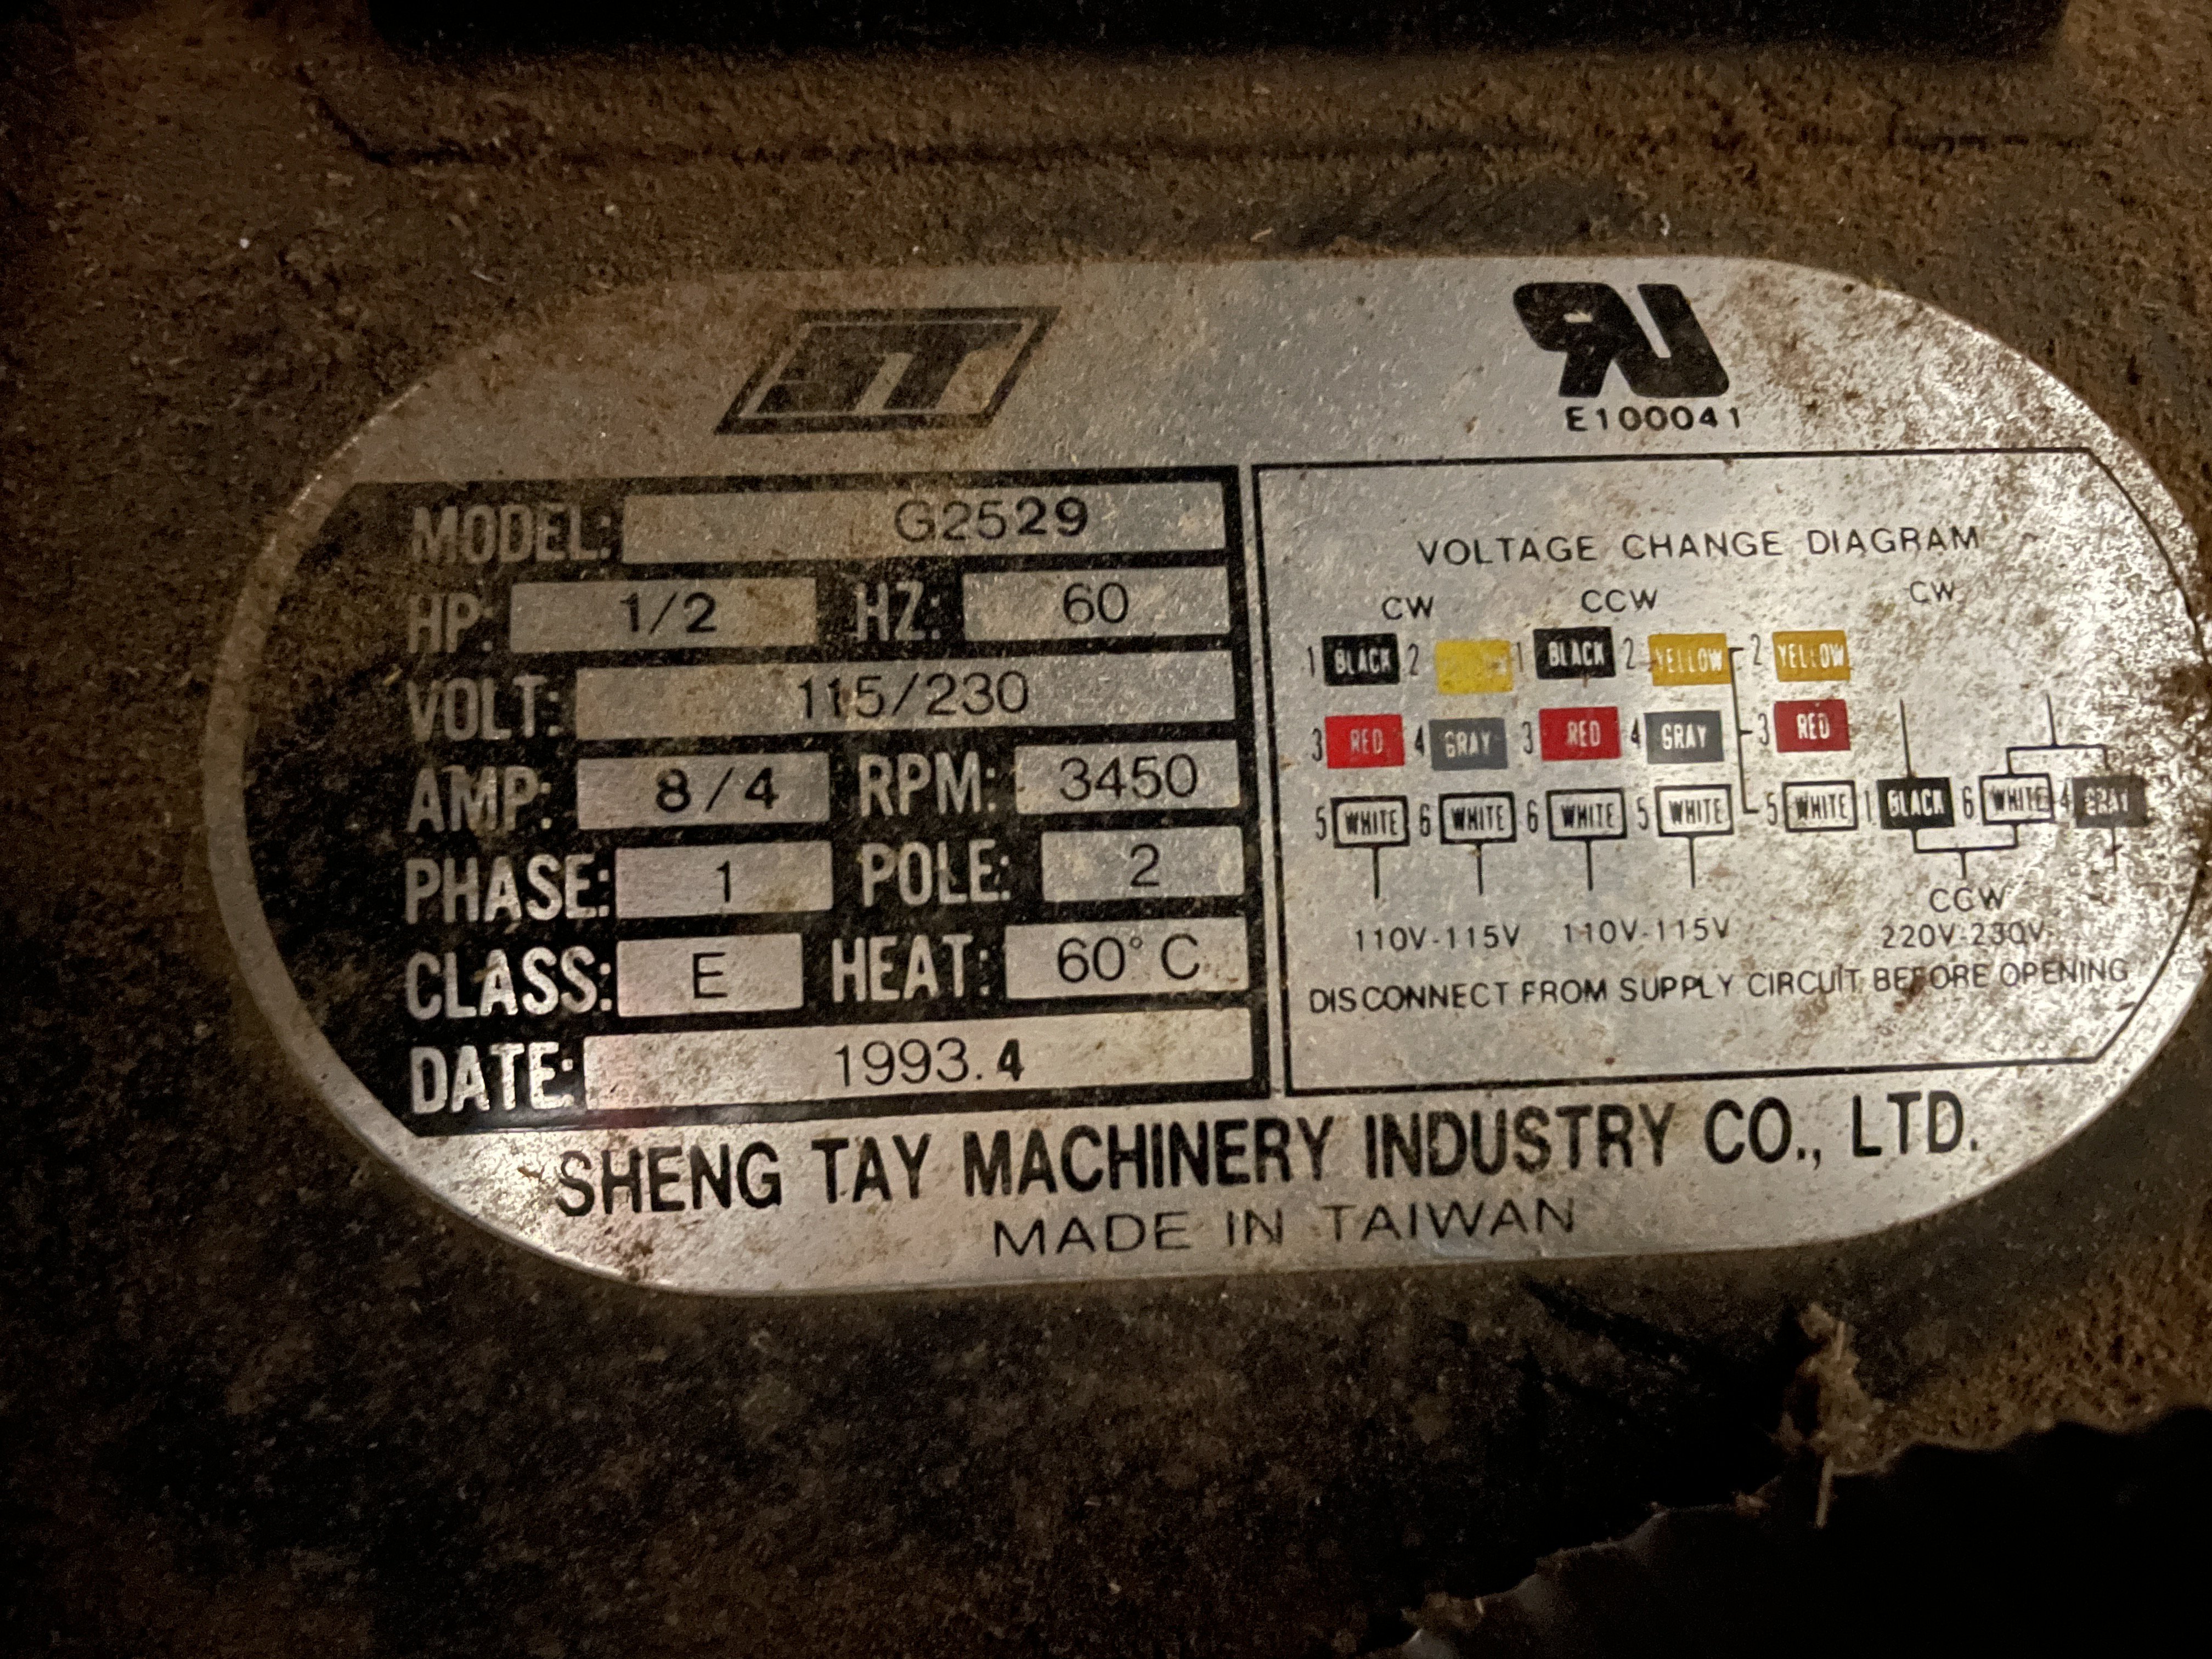 ST
RU
E100041
MODEL: G2529
HP: 1/2 HZ: 60
VOLT: 115/230
AMP: 8/4 RPM: 3450
PHASE: 1 POLE: 2
CLASS: E HEAT: 60°C
DATE: 1993.4
VOLTAGE CHANGE DIAGRAM
CW CCW CW
1 BLACK 2 1 BLACK 2 YELLOW 2 YELLOW
3 RED 4 GRAY 3 RED 4 GRAY 3 RED
5 WHITE 6 WHITE 6 WHITE 5 WHITE 5 WHITE 1 BLACK 6 WHITE 4 GRAY
CCW
110V-115V 110V-115V 220V-230V
DISCONNECT FROM SUPPLY CIRCUIT BEFORE OPENING
SHENG TAY MACHINERY INDUSTRY CO., LTD.
MADE IN TAIWAN